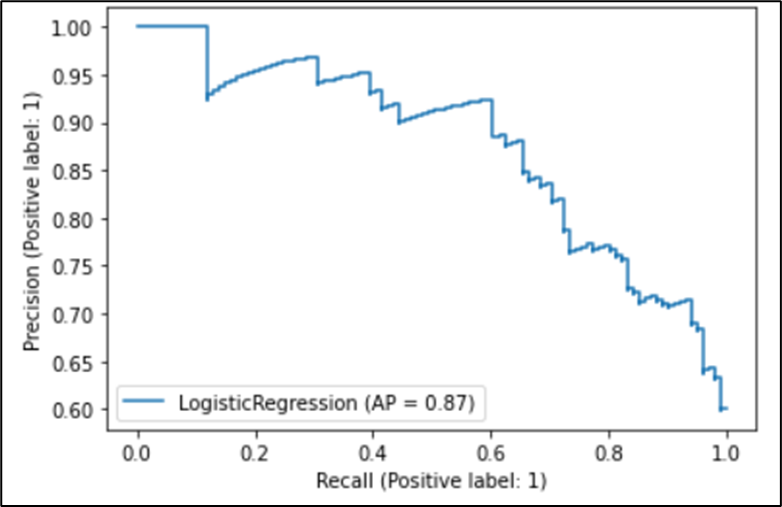 1.00
0.95
0.90
0.85
0.80
0.75
0.70
0.65
0.60
Precision (Positive label: 1)
LogisticRegression (AP = 0.87)
0.0 0.2 0.4 0.6 0.8 1.0
Recall (Positive label: 1)